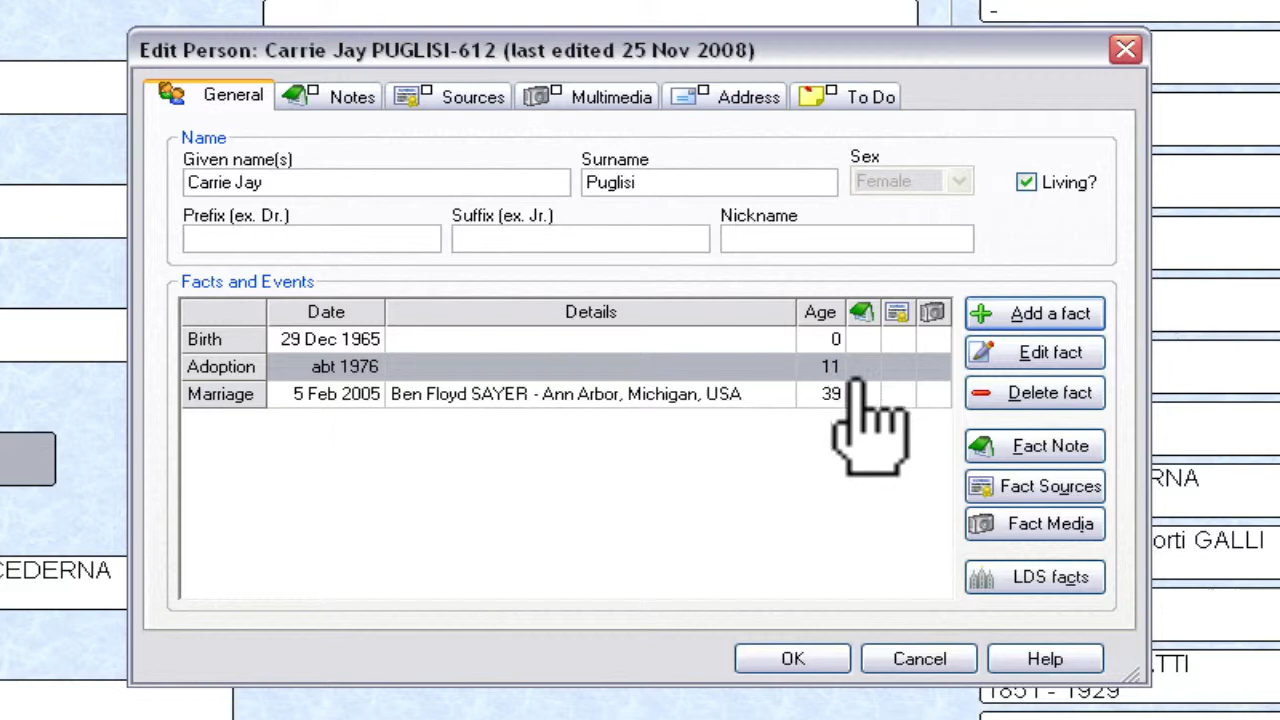 -
Edit Person: Carrie Jay PUGLISI-612 (last edited 25 Nov 2008)
General Notes Sources Multimedia Address To Do
Name
Given name(s) Surname Sex
Carrie Jay Puglisi Female Living?
Prefix (ex. Dr.) Suffix (ex. Jr.) Nickname
Facts and Events
Date Details Age
Birth 29 Dec 1965 0
Adoption abt 1976 11
Marriage 5 Feb 2005 Ben Floyd SAYER - Ann Arbor, Michigan, USA 39
Add a fact
Edit fact
Delete fact
Fact Note
Fact Sources
Fact Media
LDS facts
OK Cancel Help
CEDERNA
RNA
orti GALLI
TTI
1851 - 1929